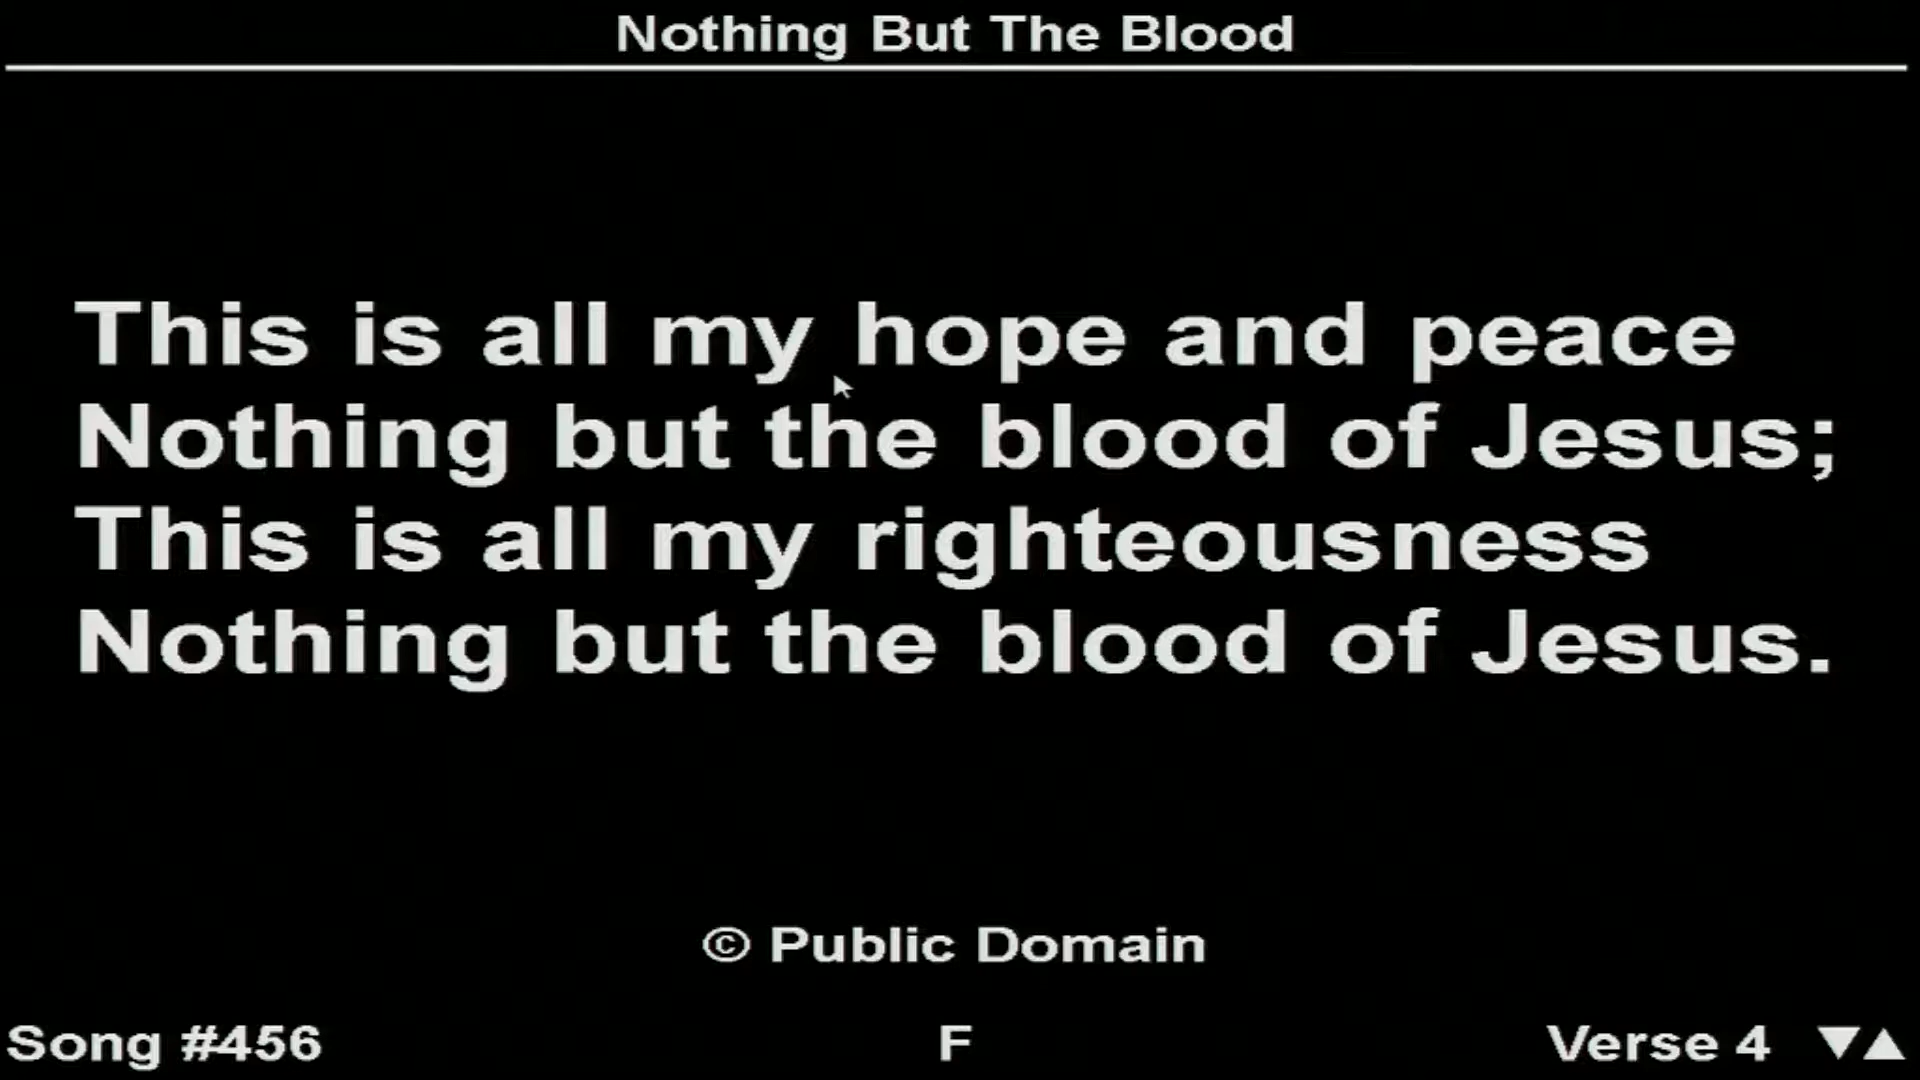 Nothing But The Blood
This is all my hope and peace
Nothing but the blood of Jesus;
This is all my righteousness
Nothing but the blood of Jesus.
© Public Domain
Song #456 F Verse 4 ▼▲